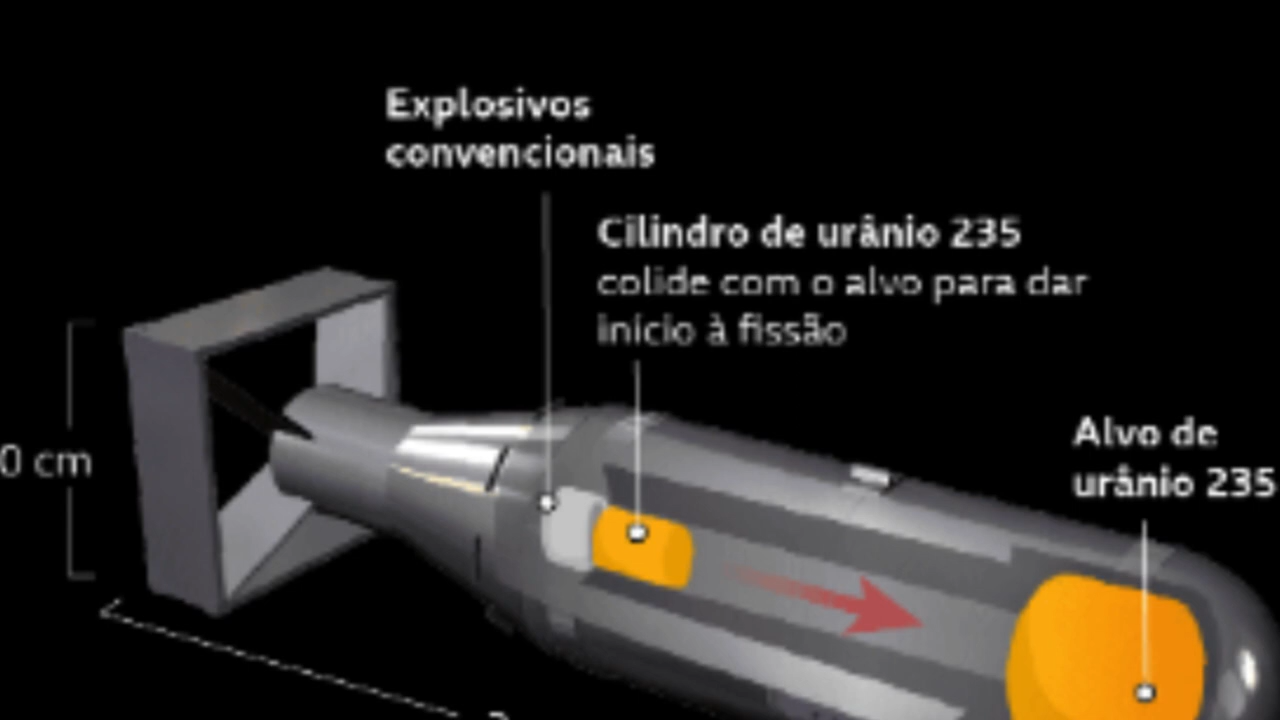 Explosivos
convencionais
Cilindro de urânio 235
colide com o alvo para dar
início à fissão
Alvo de
urânio 235
0 cm